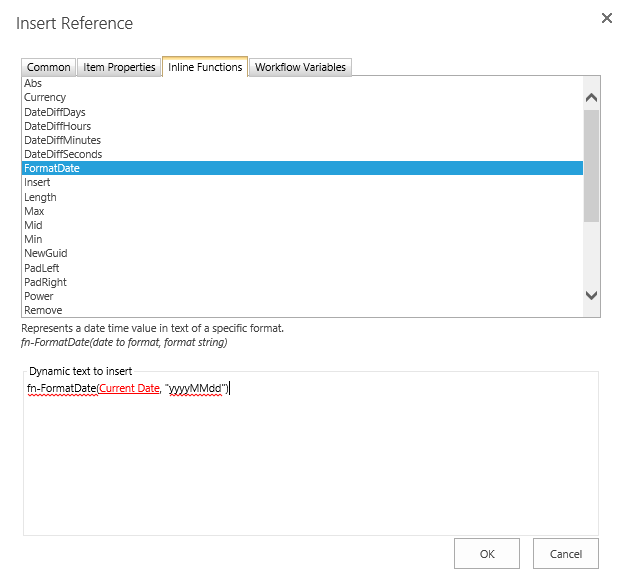 Insert Reference
Common Item Properties Inline Functions Workflow Variables
Abs
Currency
DateDiffDays
DateDiffHours
DateDiffMinutes
DateDiffSeconds
FormatDate
Insert
Length
Max
Mid
Min
NewGuid
PadLeft
PadRight
Power
Remove
Represents a date time value in text of a specific format.
fn-FormatDate(date to format, format string)
Dynamic text to insert
fn-FormatDate(Current Date, "yyyyMMdd")
OK Cancel